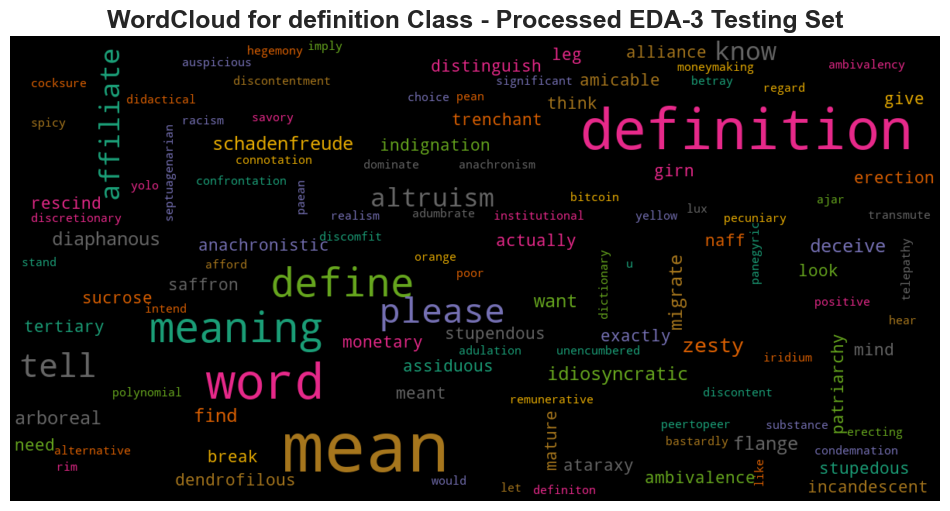 WordCloud for definition Class - Processed EDA-3 Testing Set
hegemony imply
auspicious
cocksure
affiliate
discontentment
didactical
spicy
racism savory
distinguish leg
alliance know
moneymaking
ambivalency
significant amicable betray
regard
choice pean think
give
trenchant
definition
schadenfreude indignation
connotation
septuagenarian
dominate anachronism
girn
erection
yolo confrontation
paean
altruism
bitcoin
ajar
rescind
discretionary
realism adumbrate institutional
yellow lux pecuniary transmute
diaphanous
anachronistic discomfit
actually
naff
panegyric
deceive
telepathy
stand
afford
orange
poor
saffron
define
dictionary
u
migrate
look
sucrose
intend
please
want
positive
hear
tertiary
meaning
monetary
stupendous
exactly
zesty
iridium
patriarchy
mind
adulation unencumbered
tell
word
assiduous
idiosyncratic
polynomial
meant
remunerative
discontent
arboreal
find
mature
peertopeer
substance
erecting
need
alternative
rim
break
mean
bastardly
flange
condemnation
like
ataraxy
ambivalence
stupedous
dendrofilous
would
let definiton
incandescent